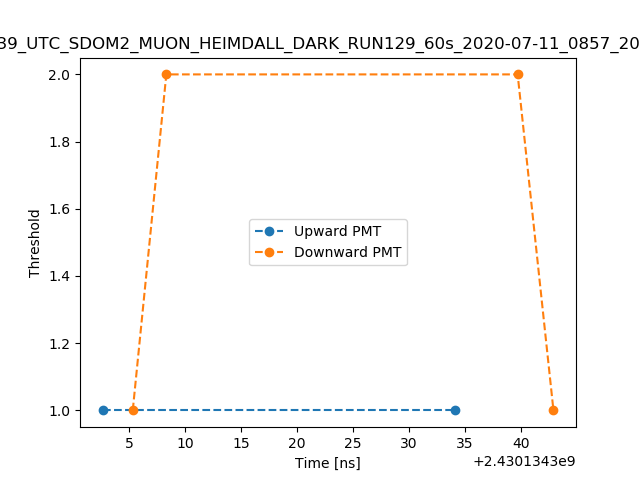 39_UTC_SDOM2_MUON_HEIMDALL_DARK_RUN129_60s_2020-07-11_0857_20
2.0
1.8
1.6
1.4
1.2
1.0
Threshold
Upward PMT
Downward PMT
5 10 15 20 25 30 35 40
Time [ns]
+2.4301343e9